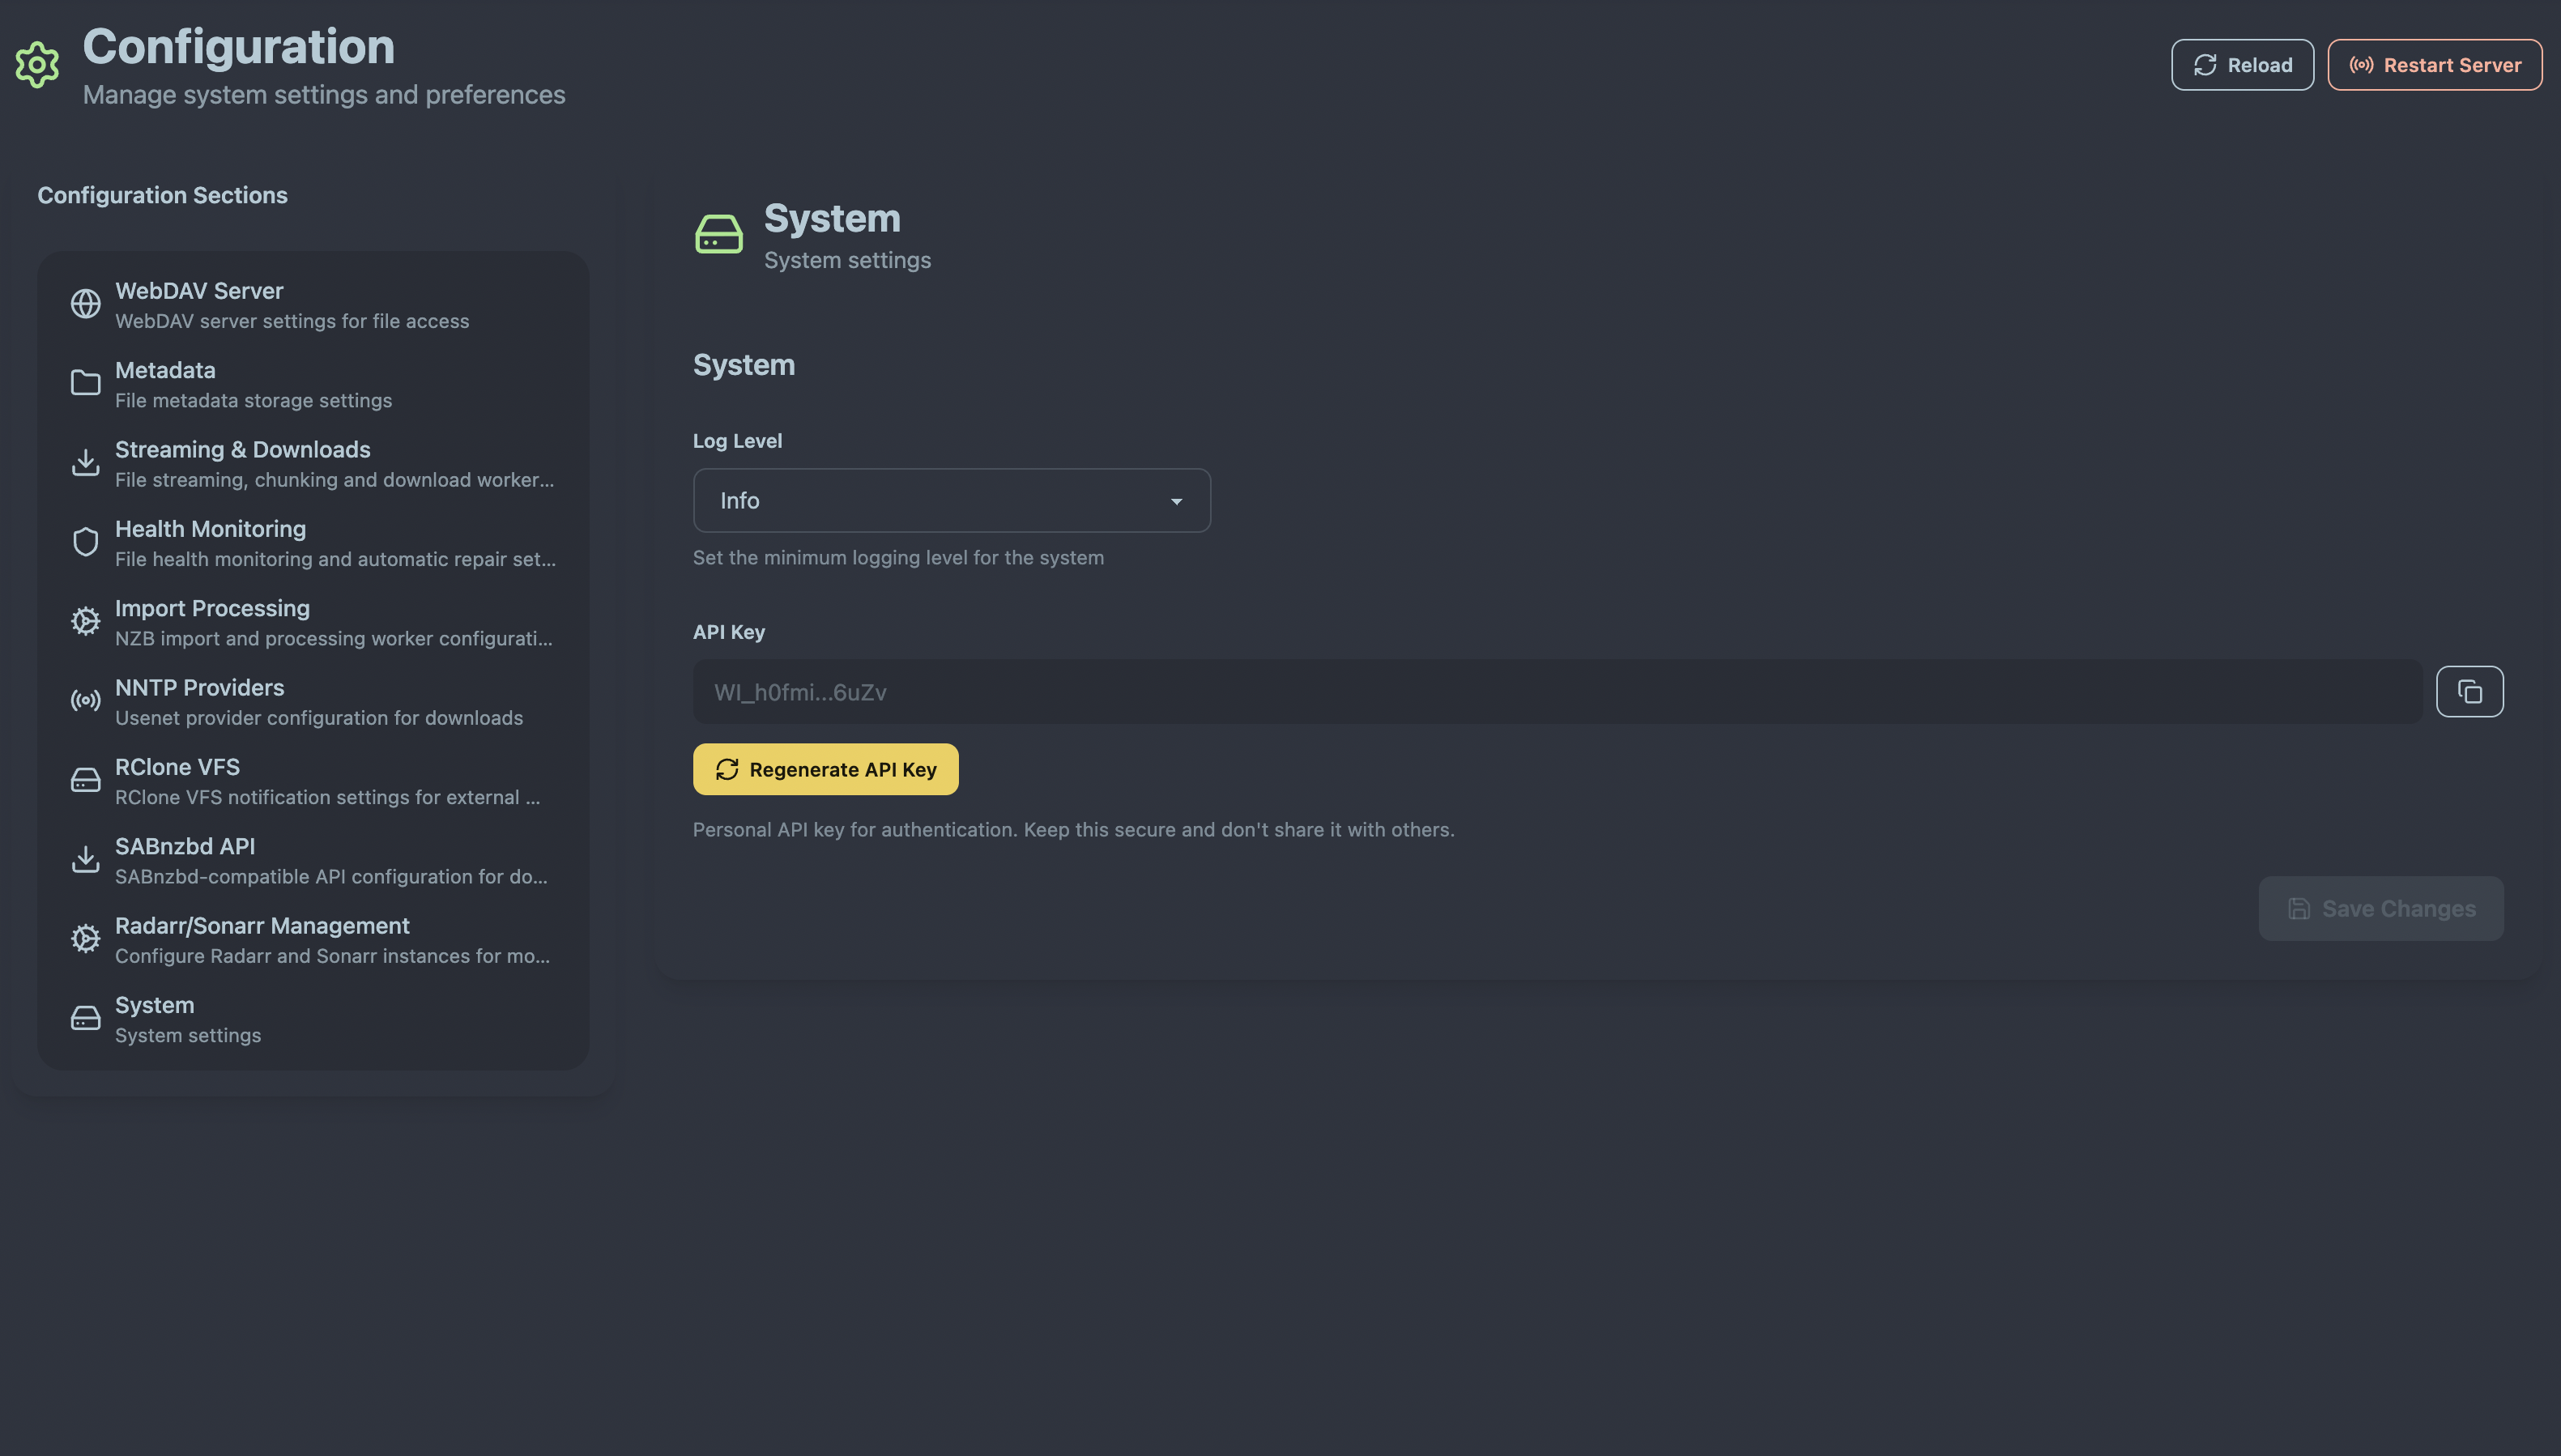 Configuration
Manage system settings and preferences
Reload
Restart Server
Configuration Sections
WebDAV Server
WebDAV server settings for file access
Metadata
File metadata storage settings
Streaming & Downloads
File streaming, chunking and download worker...
Health Monitoring
File health monitoring and automatic repair set...
Import Processing
NZB import and processing worker configurati...
NNTP Providers
Usenet provider configuration for downloads
RClone VFS
RClone VFS notification settings for external ...
SABnzbd API
SABnzbd-compatible API configuration for do...
Radarr/Sonarr Management
Configure Radarr and Sonarr instances for mo...
System
System settings
System
System settings
System
Log Level
Info
Set the minimum logging level for the system
API Key
WI_h0fmi...6uZv
Regenerate API Key
Personal API key for authentication. Keep this secure and don't share it with others.
Save Changes